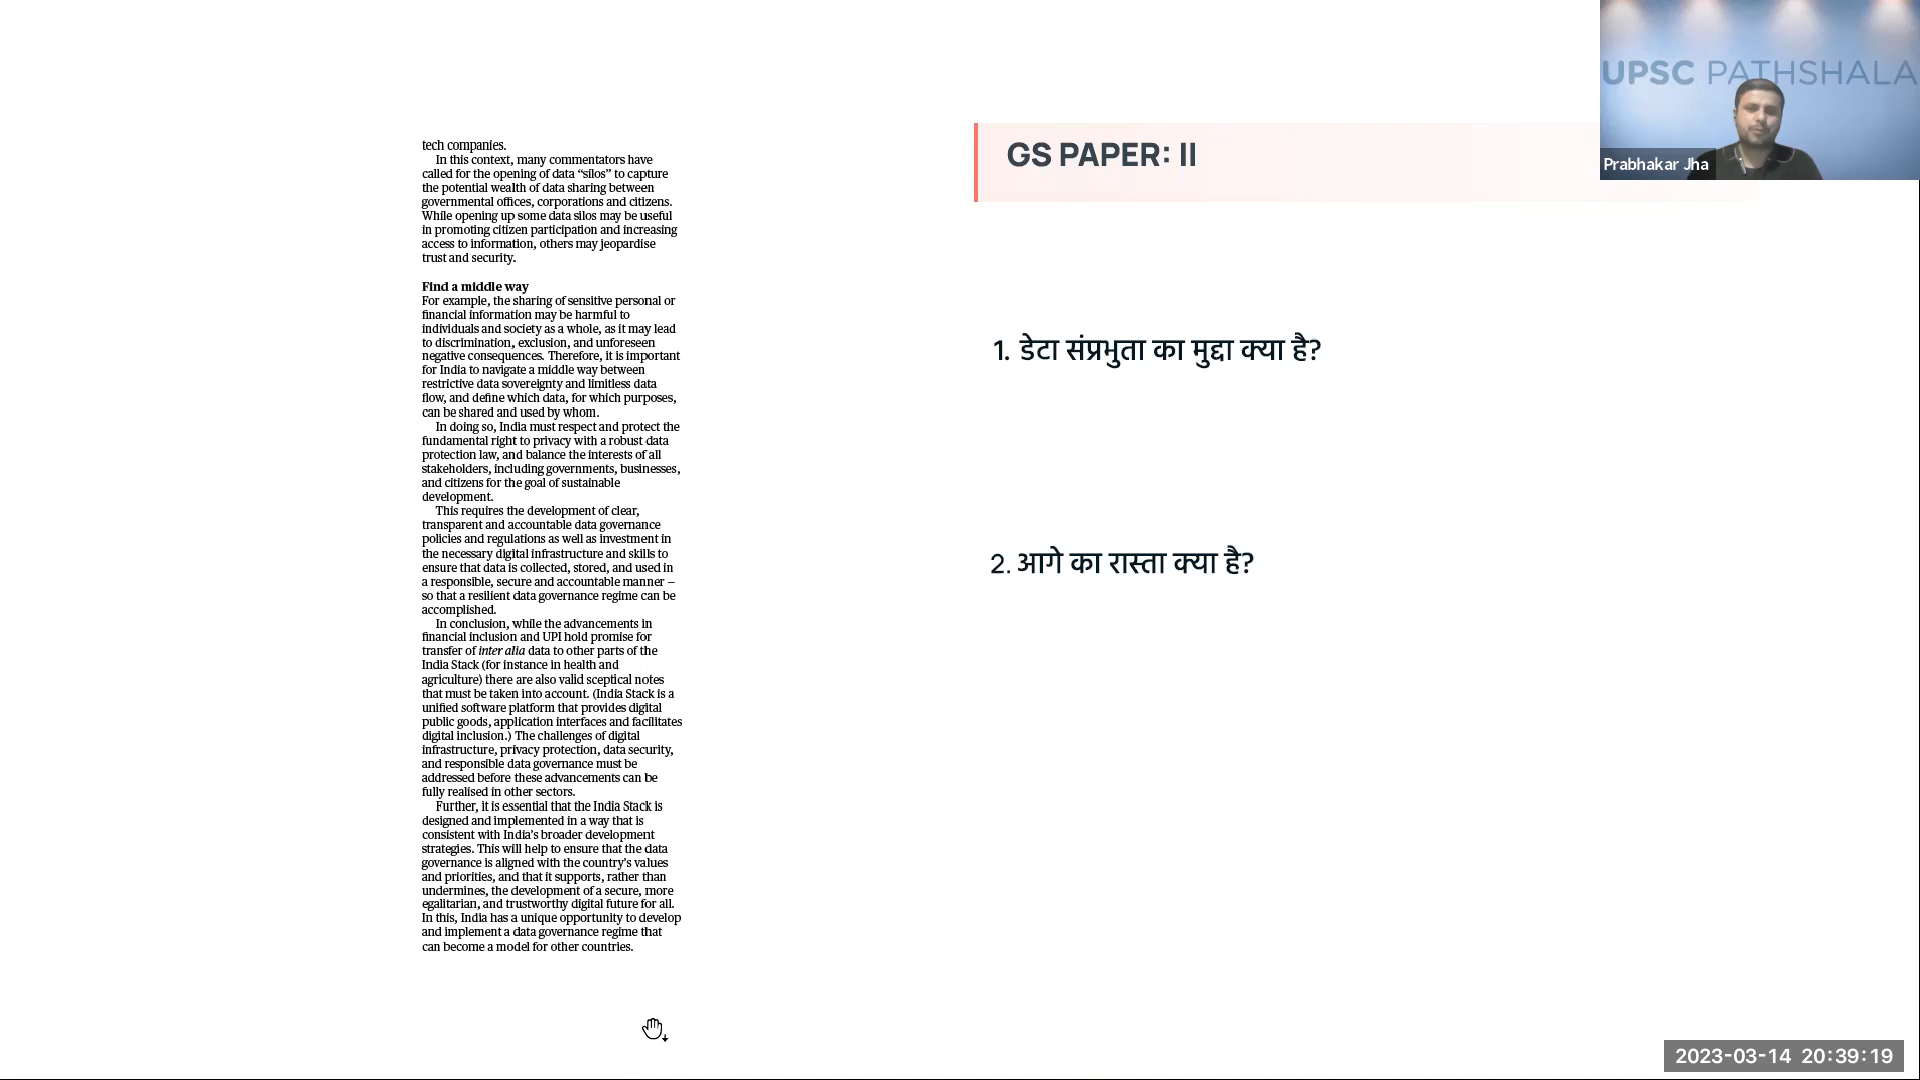 tech companies.
In this context, many commentators have
called for the opening of data “silos” to capture
the potential wealth of data sharing between
governmental offices, corporations and citizens.
While opening up some data silos may be useful
in promoting citizen participation and increasing
access to information, others may jeopardise
trust and security.
Find a middle way
For example, the sharing of sensitive personal or
financial information may be harmful to
individuals and society as a whole, as it may lead
to discrimination, exclusion, and unforeseen
negative consequences. Therefore, it is important
for India to navigate a middle way between
restrictive data sovereignty and limitless data
flow, and define which data, for which purposes,
can be shared and used by whom.
In doing so, India must respect and protect the
fundamental right to privacy with a robust data
protection law, and balance the interests of all
stakeholders, including governments, businesses,
and citizens for the goal of sustainable
development.
This requires the development of clear,
transparent and accountable data governance
policies and regulations as well as investment in
the necessary digital infrastructure and skills to
ensure that data is collected, stored, and used in
a responsible, secure and accountable manner –
so that a resilient data governance regime can be
accomplished.
In conclusion, while the advancements in
financial inclusion and UPI hold promise for
transfer of inter alia data to other parts of the
India Stack (for instance in health and
agriculture) there are also valid sceptical notes
that must be taken into account. (India Stack is a
unified software platform that provides digital
public goods, application interfaces and facilitates
digital inclusion.) The challenges of digital
infrastructure, privacy protection, data security,
and responsible data governance must be
addressed before these advancements can be
fully realised in other sectors.
Further, it is essential that the India Stack is
designed and implemented in a way that is
consistent with India’s broader development
strategies. This will help to ensure that the data
governance is aligned with the country’s values
and priorities, and that it supports, rather than
undermines, the development of a secure, more
egalitarian, and trustworthy digital future for all.
In this, India has a unique opportunity to develop
and implement a data governance regime that
can become a model for other countries.
GS PAPER: II
1. डेटा संप्रभुता का मुद्दा क्या है?
2. आगे का रास्ता क्या है?
UPSC PATHSHALA
Prabhakar Jha
2023-03-14 20:39:19